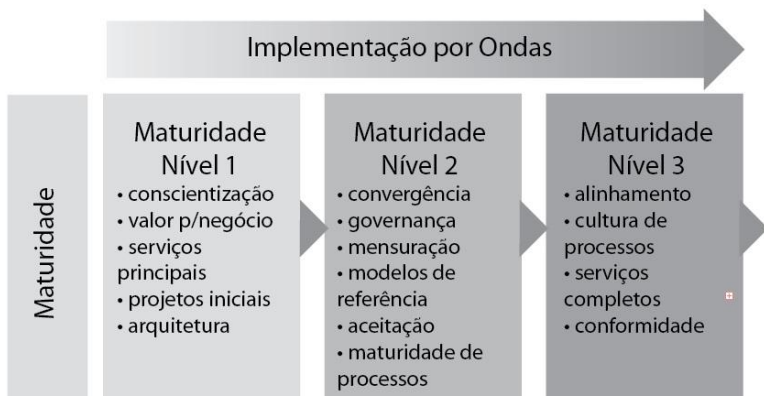 Implementação por Ondas
Maturidade
Maturidade
Nível 1
• conscientização
• valor p/negócio
• serviços
principais
• projetos iniciais
• arquitetura
Maturidade
Nível 2
• convergência
• governança
• mensuração
• modelos de
referência
• aceitação
• maturidade de
processos
Maturidade
Nível 3
• alinhamento
• cultura de
processos
• serviços
completos
• conformidade